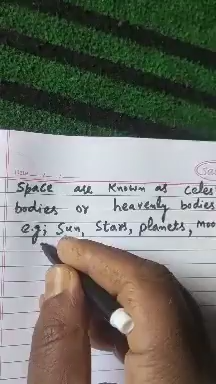 Space are known as celes
bodies or heavenly bodies
e.g; Sun, Stars, planets, Moo